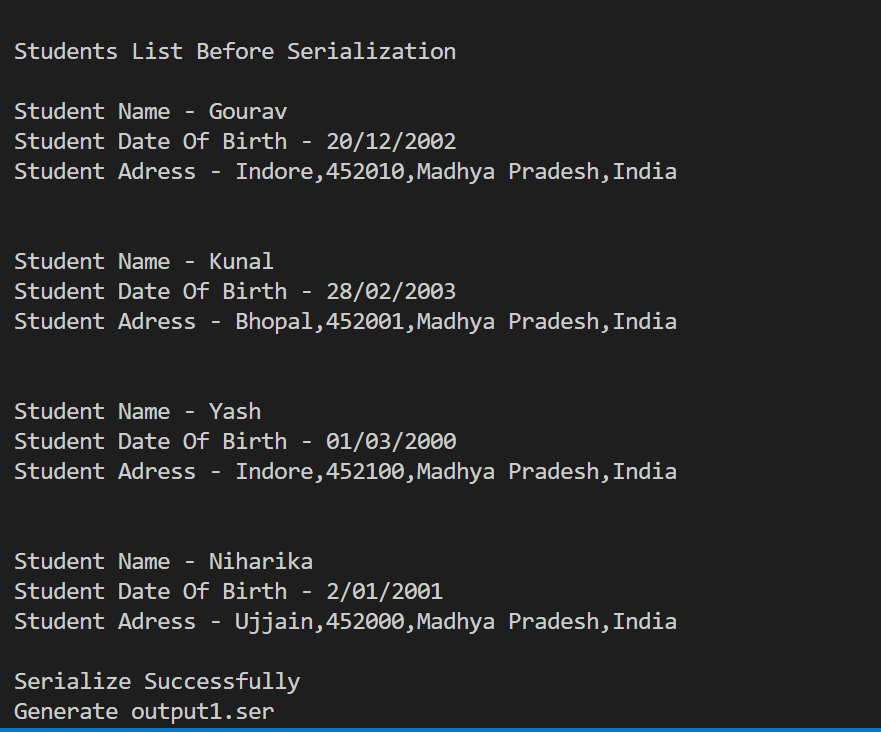 Students List Before Serialization
Student Name - Gourav
Student Date Of Birth - 20/12/2002
Student Adress - Indore,452010,Madhya Pradesh,India
Student Name - Kunal
Student Date Of Birth - 28/02/2003
Student Adress - Bhopal,452001,Madhya Pradesh,India
Student Name - Yash
Student Date Of Birth - 01/03/2000
Student Adress - Indore,452100,Madhya Pradesh,India
Student Name - Niharika
Student Date Of Birth - 2/01/2001
Student Adress - Ujjain,452000,Madhya Pradesh,India
Serialize Successfully
Generate output1.ser